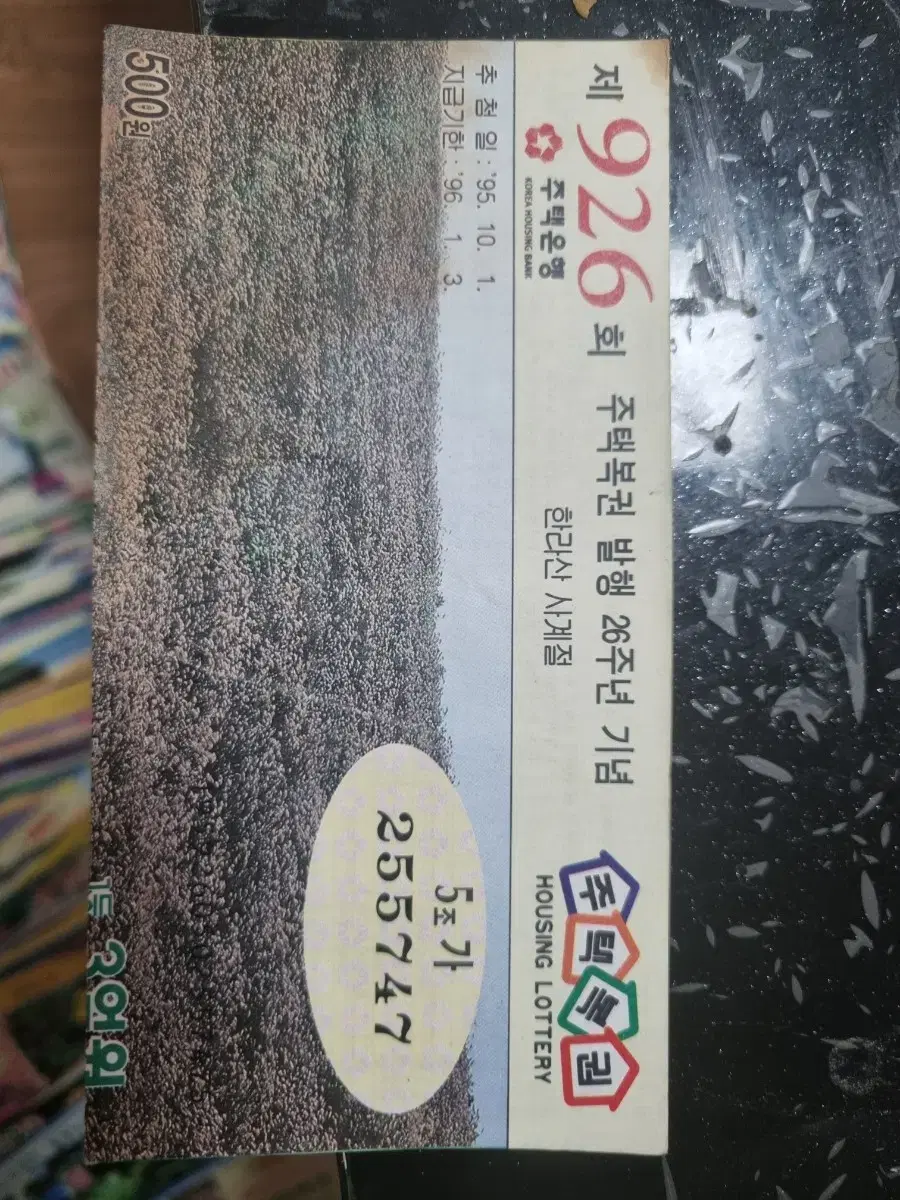 제 926 회 주택복권 발행 26주년 기념
주택은행
KOREA HOUSING BANK
한라산 사계절
주택복권
HOUSING LOTTERY
추 첨 일 : '95. 10. 1.
지급기한 : '96. 1. 3.
5조 가
255747
500원
1등 3억원